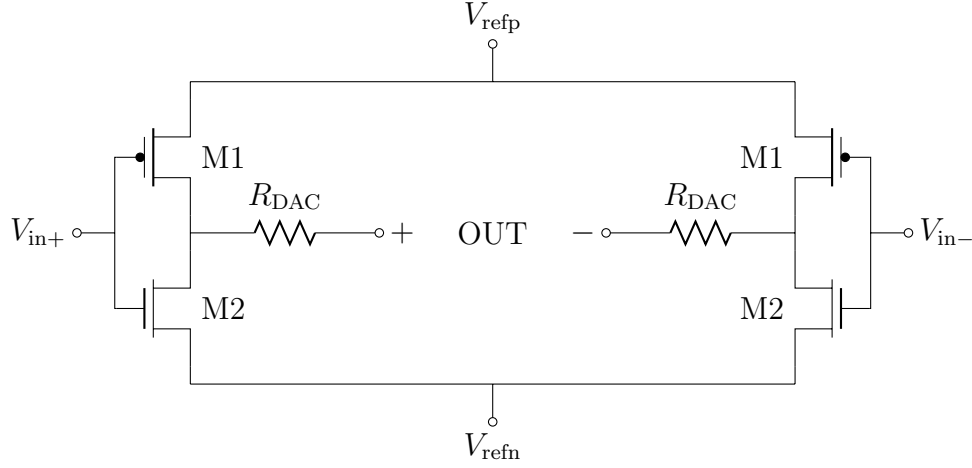 V_refp
M1 M1
R_DAC R_DAC
V_in+ + OUT − V_in−
M2 M2
V_refn